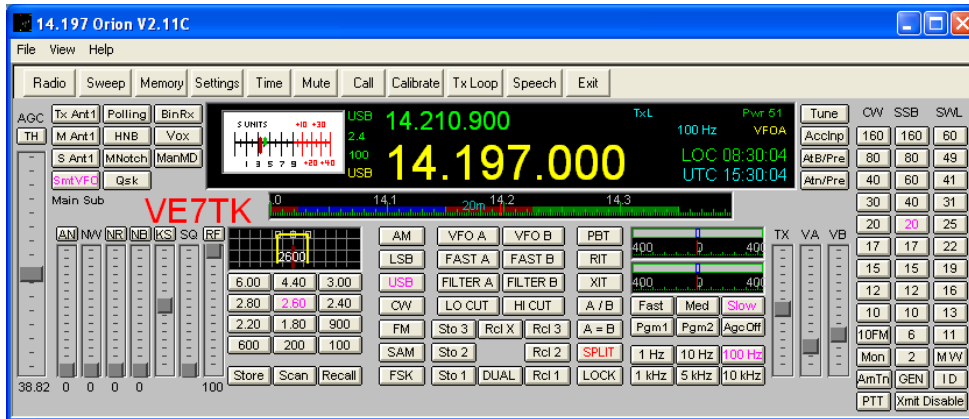 14.197 Orion V2.11C
File View Help
Radio Sweep Memory Settings Time Mute Call Calibrate Tx Loop Speech Exit
AGC
TH
38.82
Tx Ant1 Polling BinRx
M Ant1 HNB Vox
S Ant1 MNotch ManMD
SmtVFO Qsk
Main Sub
VE7TK
S UNITS +10 +30
1 3 5 7 9 +20 +40
USB 14.210.900
2.4
100
USB 14.197.000
TxL Pwr 51
100 Hz VFOA
LOC 08:30:04
UTC 15:30:04
.0 14.1 20m 14.2 14.3
Tune
AccInp
AtB/Pre
Atn/Pre
AN NW NR NB KS SQ RF
0 0 0 0 100
2600
6.00 4.40 3.00
2.80 2.60 2.40
2.20 1.80 900
600 200 100
Store Scan Recall
AM VFO A VFO B PBT
LSB FAST A FAST B RIT
USB FILTER A FILTER B XIT
CW LO CUT HI CUT A / B
FM Sto 3 Rcl X Rcl 3 A = B
SAM Sto 2 Rcl 2 SPLIT
FSK Sto 1 DUAL Rcl 1 LOCK
400 0 400
400 0 400
Fast Med Slow
Pgm1 Pgm2 AgcOff
1 Hz 10 Hz 100 Hz
1 kHz 5 kHz 10 kHz
TX VA VB
CW SSB SWL
160 160 60
80 80 49
40 60 41
30 40 31
20 20 25
17 17 22
15 15 19
12 12 16
10 10 13
10FM 6 11
Mon 2 MW
AmTn GEN ID
PTT Xmit Disable